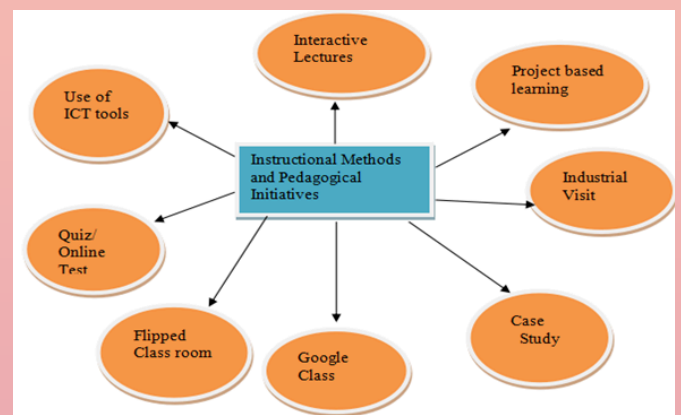 Interactive
Lectures
Project based
learning
Use of
ICT tools
Instructional Methods
and Pedagogical
Initiatives
Industrial
Visit
Quiz/
Online
Test
Flipped
Class room
Google
Class
Case
Study